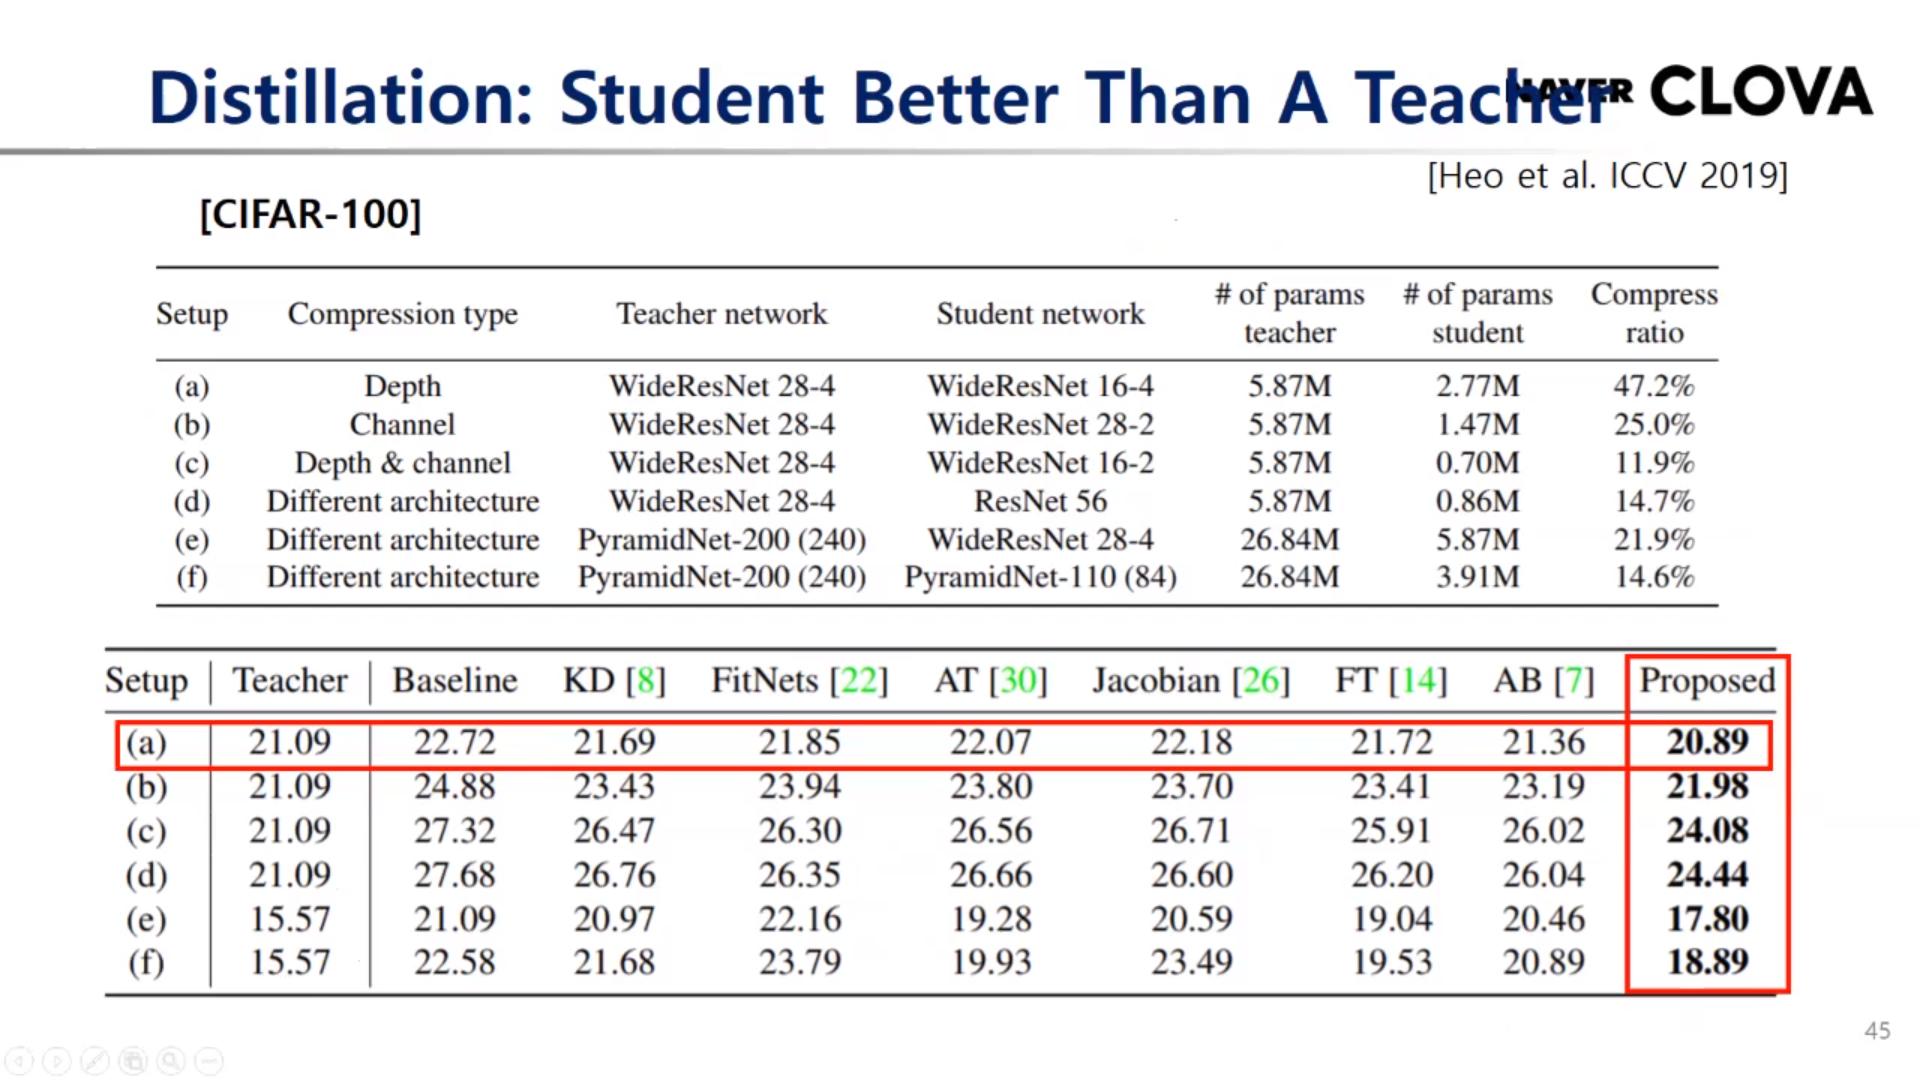 Distillation: Student Better Than A Teacher
NAVER CLOVA
[Heo et al. ICCV 2019]
[CIFAR-100]
Setup Compression type Teacher network Student network # of params teacher # of params student Compress ratio
(a) Depth WideResNet 28-4 WideResNet 16-4 5.87M 2.77M 47.2%
(b) Channel WideResNet 28-4 WideResNet 28-2 5.87M 1.47M 25.0%
(c) Depth & channel WideResNet 28-4 WideResNet 16-2 5.87M 0.70M 11.9%
(d) Different architecture WideResNet 28-4 ResNet 56 5.87M 0.86M 14.7%
(e) Different architecture PyramidNet-200 (240) WideResNet 28-4 26.84M 5.87M 21.9%
(f) Different architecture PyramidNet-200 (240) PyramidNet-110 (84) 26.84M 3.91M 14.6%
Setup Teacher Baseline KD [8] FitNets [22] AT [30] Jacobian [26] FT [14] AB [7] Proposed
(a) 21.09 22.72 21.69 21.85 22.07 22.18 21.72 21.36 20.89
(b) 21.09 24.88 23.43 23.94 23.80 23.70 23.41 23.19 21.98
(c) 21.09 27.32 26.47 26.30 26.56 26.71 25.91 26.02 24.08
(d) 21.09 27.68 26.76 26.35 26.66 26.60 26.20 26.04 24.44
(e) 15.57 21.09 20.97 22.16 19.28 20.59 19.04 20.46 17.80
(f) 15.57 22.58 21.68 23.79 19.93 23.49 19.53 20.89 18.89
45